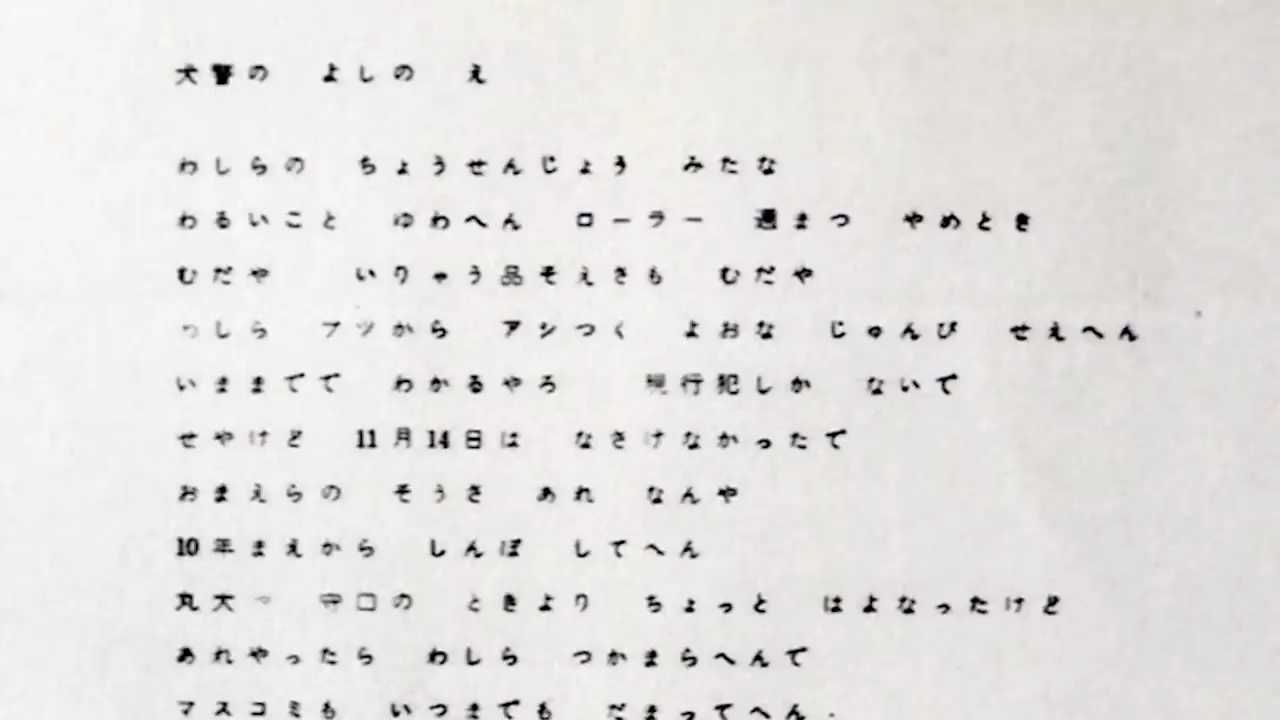 犬警の　よしの　え
わしらの　ちょうせんじょう　みたな
わるいこと　ゆわへん　ローラー　週まつ　やめとき
むだや　　いりゅう品そえさも　むだや
わしら　フツから　アシつく　よおな　じゅんび　せえへん
いままでで　わかるやろ　　現行犯しか　ないで
せやけど　11月14日は　なさけなかったで
おまえらの　そうさ　あれ　なんや
10年まえから　しんぽ　してへん
丸大や　守口の　ときより　ちょっと　はよなったけど
あれやったら　わしら　つかまらへんで
マスコミも　いつまでも　だまってへん．